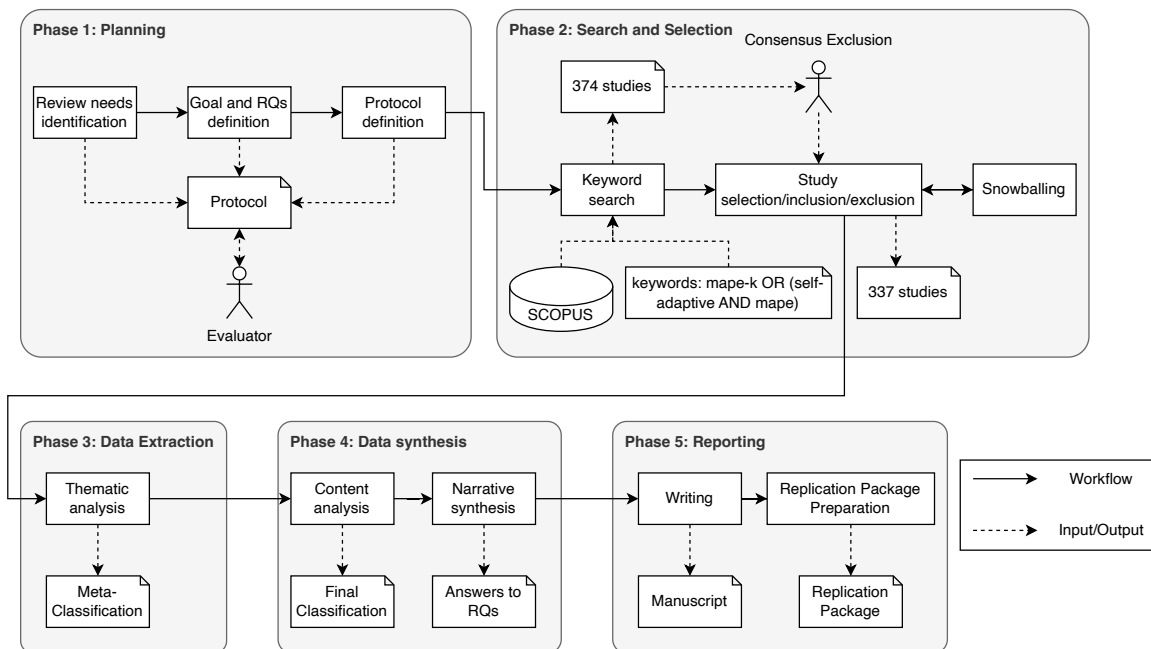 Phase 1: Planning
Review needs
identification
Goal and RQs
definition
Protocol
definition
Protocol
Evaluator
Phase 2: Search and Selection
Consensus Exclusion
374 studies
Keyword
search
Study
selection/inclusion/exclusion
Snowballing
SCOPUS
keywords: mape-k OR (self-
adaptive AND mape)
337 studies
Phase 3: Data Extraction
Thematic
analysis
Meta-
Classification
Phase 4: Data synthesis
Content
analysis
Narrative
synthesis
Final
Classification
Answers to
RQs
Phase 5: Reporting
Writing
Replication Package
Preparation
Manuscript
Replication
Package
Workflow
Input/Output